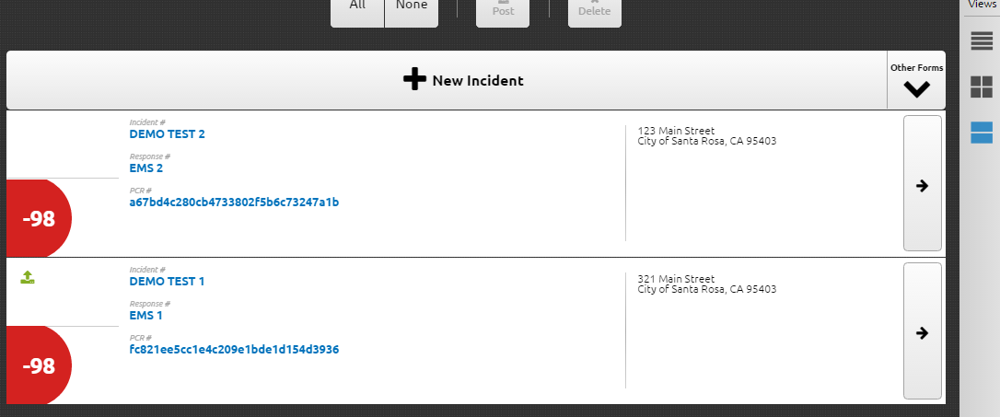 All
None
Post
Delete
Views
New Incident
Other Forms
Incident #
DEMO TEST 2
Response #
EMS 2
PCR #
a67bd4c280cb4733802f5b6c73247a1b
-98
123 Main Street
City of Santa Rosa, CA 95403
Incident #
DEMO TEST 1
Response #
EMS 1
PCR #
fc821ee5cc1e4c209e1bde1d154d3936
-98
321 Main Street
City of Santa Rosa, CA 95403